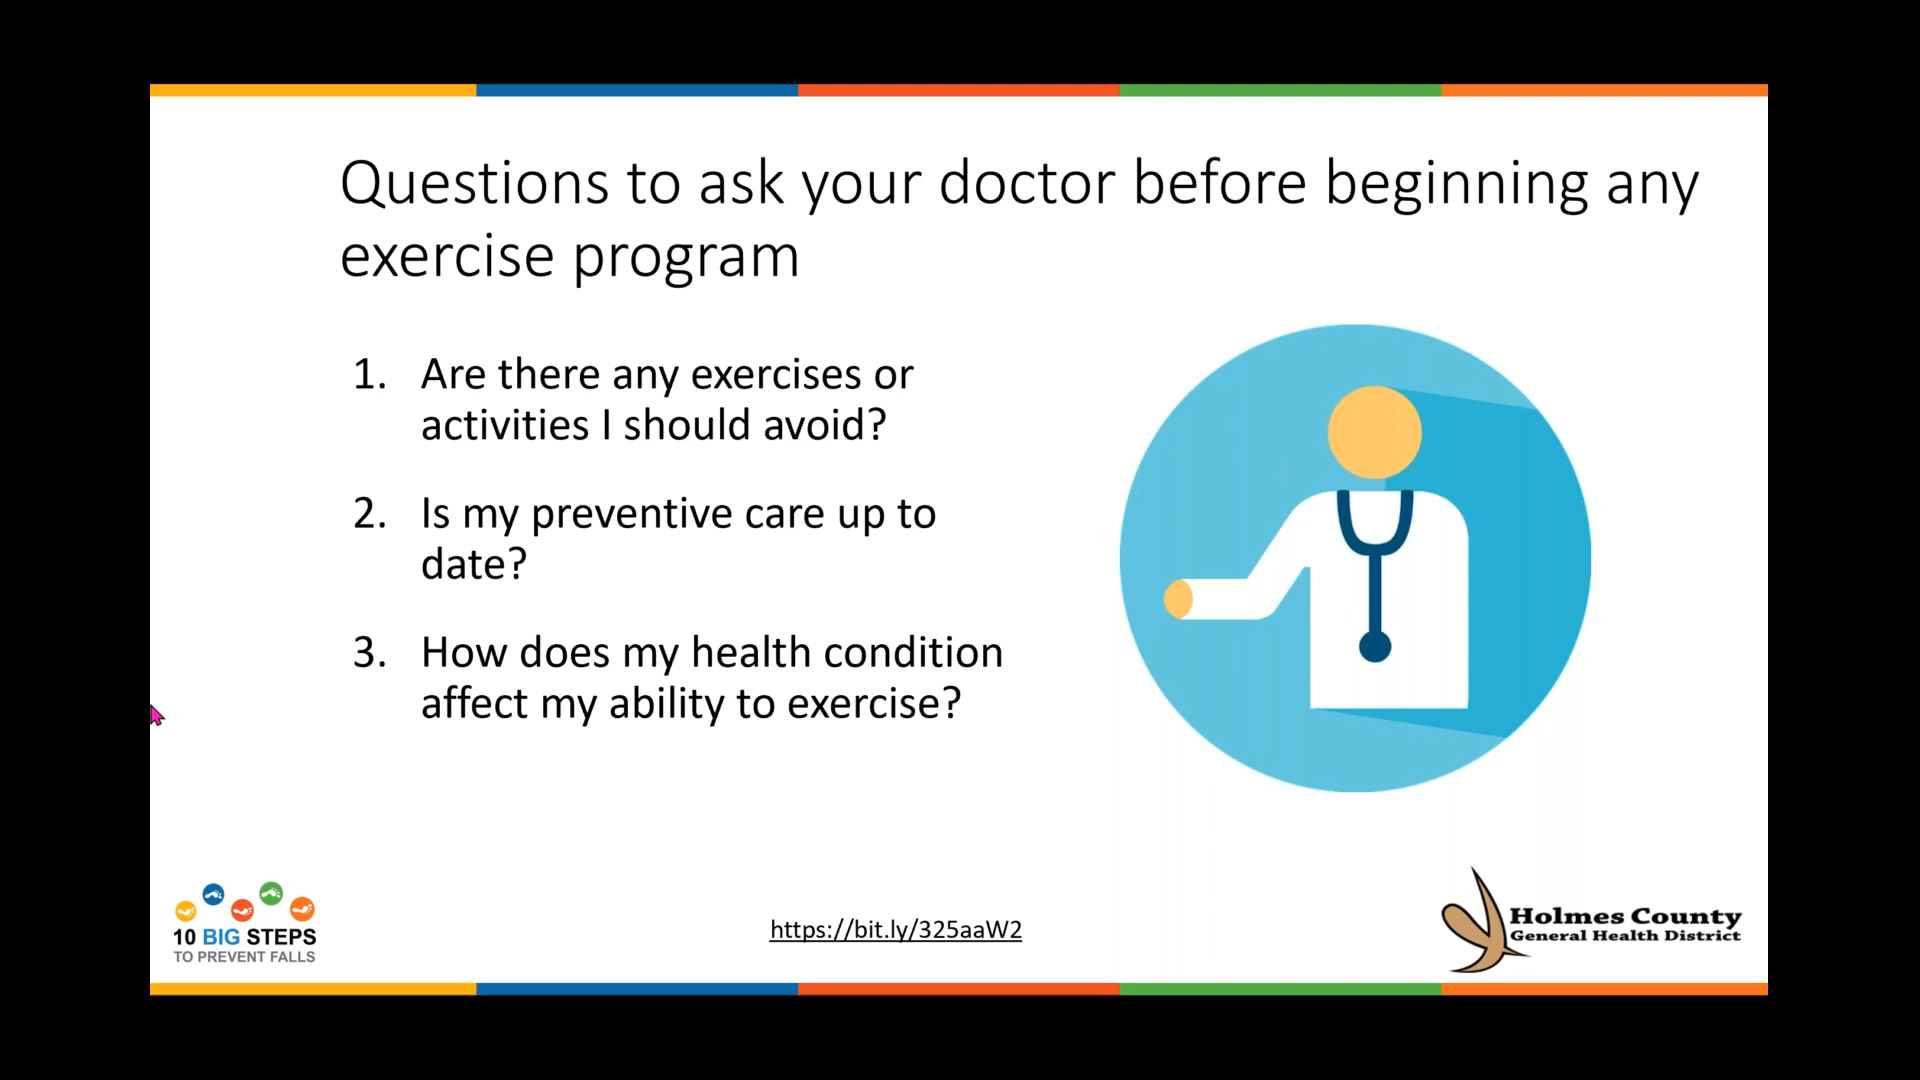 Questions to ask your doctor before beginning any
exercise program
1. Are there any exercises or
activities I should avoid?
2. Is my preventive care up to
date?
3. How does my health condition
affect my ability to exercise?
10 BIG STEPS
TO PREVENT FALLS
https://bit.ly/325aaW2
Holmes County
General Health District